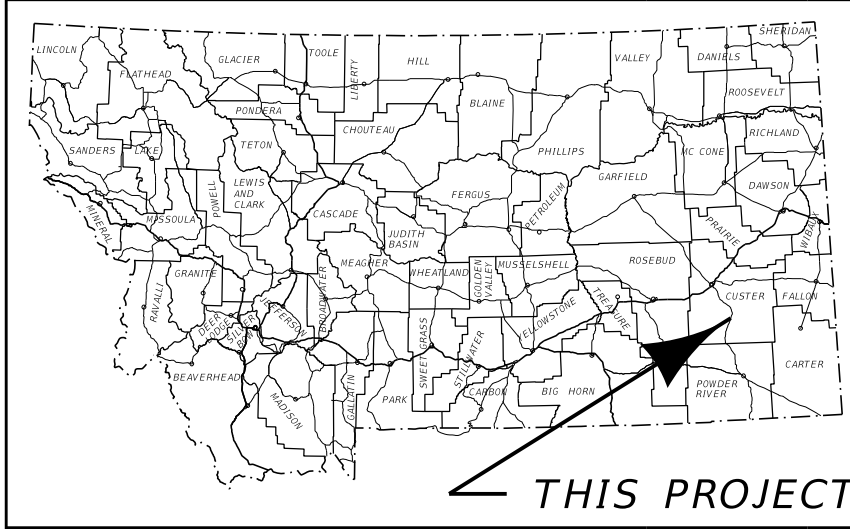 SHERIDAN
LINCOLN
GLACIER
TOOLE
LIBERTY
HILL
VALLEY
DANIELS
FLATHEAD
BLAINE
ROOSEVELT
PONDERA
CHOUTEAU
RICHLAND
SANDERS
LAKE
TETON
PHILLIPS
MC CONE
GARFIELD
DAWSON
POWELL
LEWIS
AND
CLARK
FERGUS
PETROLEUM
MINERAL
MISSOULA
CASCADE
JUDITH
BASIN
PRAIRIE
WIBAUX
GRANITE
MEAGHER
WHEATLAND
GOLDEN
VALLEY
MUSSELSHELL
ROSEBUD
RAVALLI
BROADWATER
JEFFERSON
TREASURE
CUSTER
FALLON
DEER
LODGE
SILVER
BOW
YELLOWSTONE
SWEET GRASS
STILLWATER
CARTER
BEAVERHEAD
MADISON
GALLATIN
PARK
CARBON
BIG HORN
POWDER
RIVER
THIS PROJECT